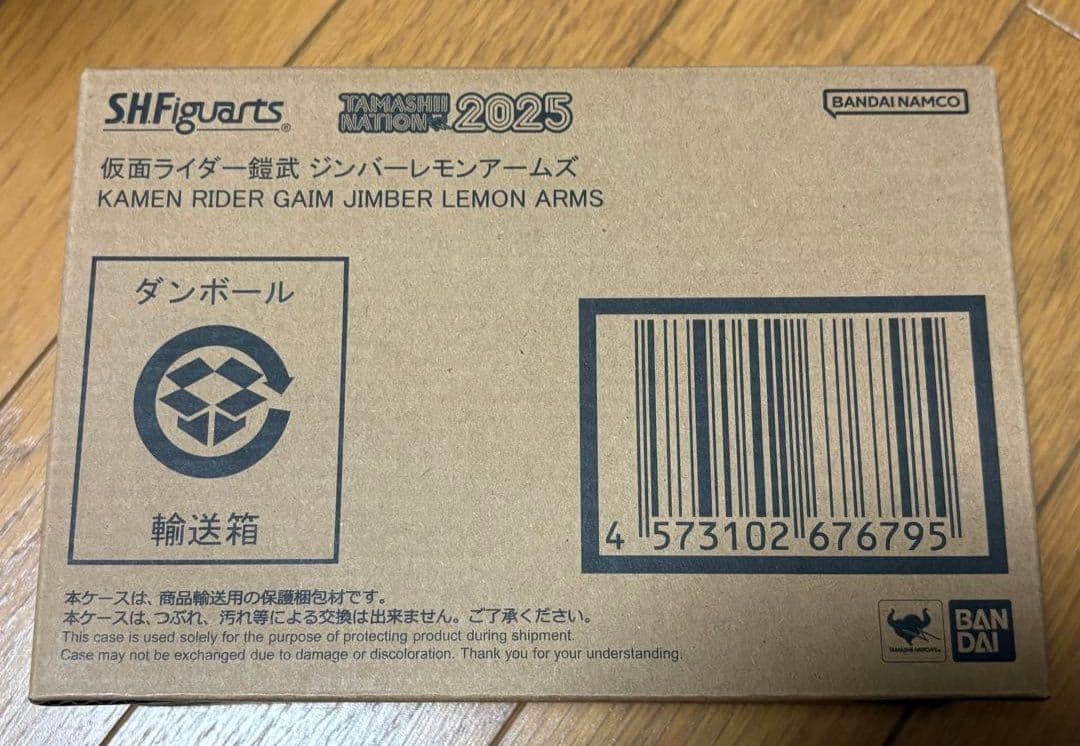 S.H.Figuarts ® TAMASHII NATION 2025 BANDAI NAMCO
仮面ライダー鎧武 ジンバーレモンアームズ
KAMEN RIDER GAIM JIMBER LEMON ARMS
ダンボール
輸送箱
4 573102 676795
本ケースは、商品輸送用の保護梱包材です。
本ケースは、つぶれ、汚れ等による交換は出来ません。ご了承ください。
This case is used solely for the purpose of protecting product during shipment.
Case may not be exchanged due to damage or discoloration. Thank you for your understanding.
TAMASHII NATIONS
BAN
DAI